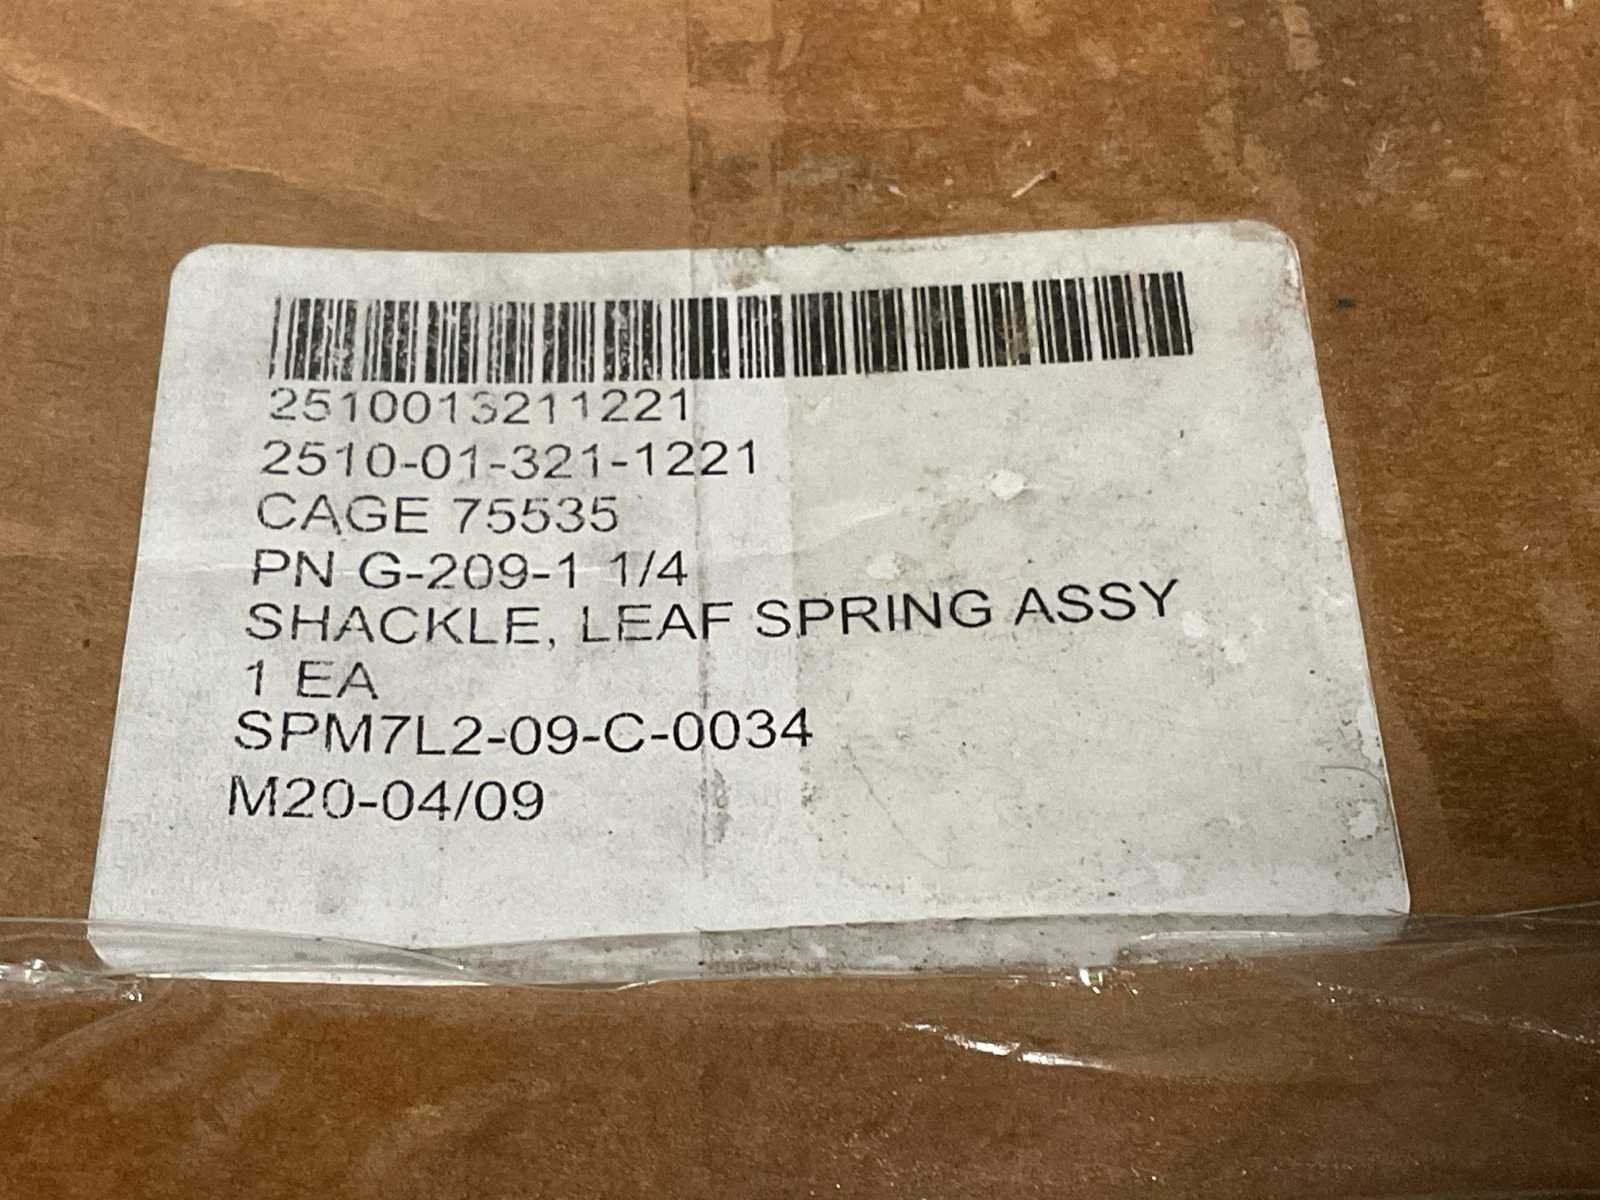 2510013211221
2510-01-321-1221
CAGE 75535
PN G-209-1 1/4
SHACKLE, LEAF SPRING ASSY
1 EA
SPM7L2-09-C-0034
M20-04/09